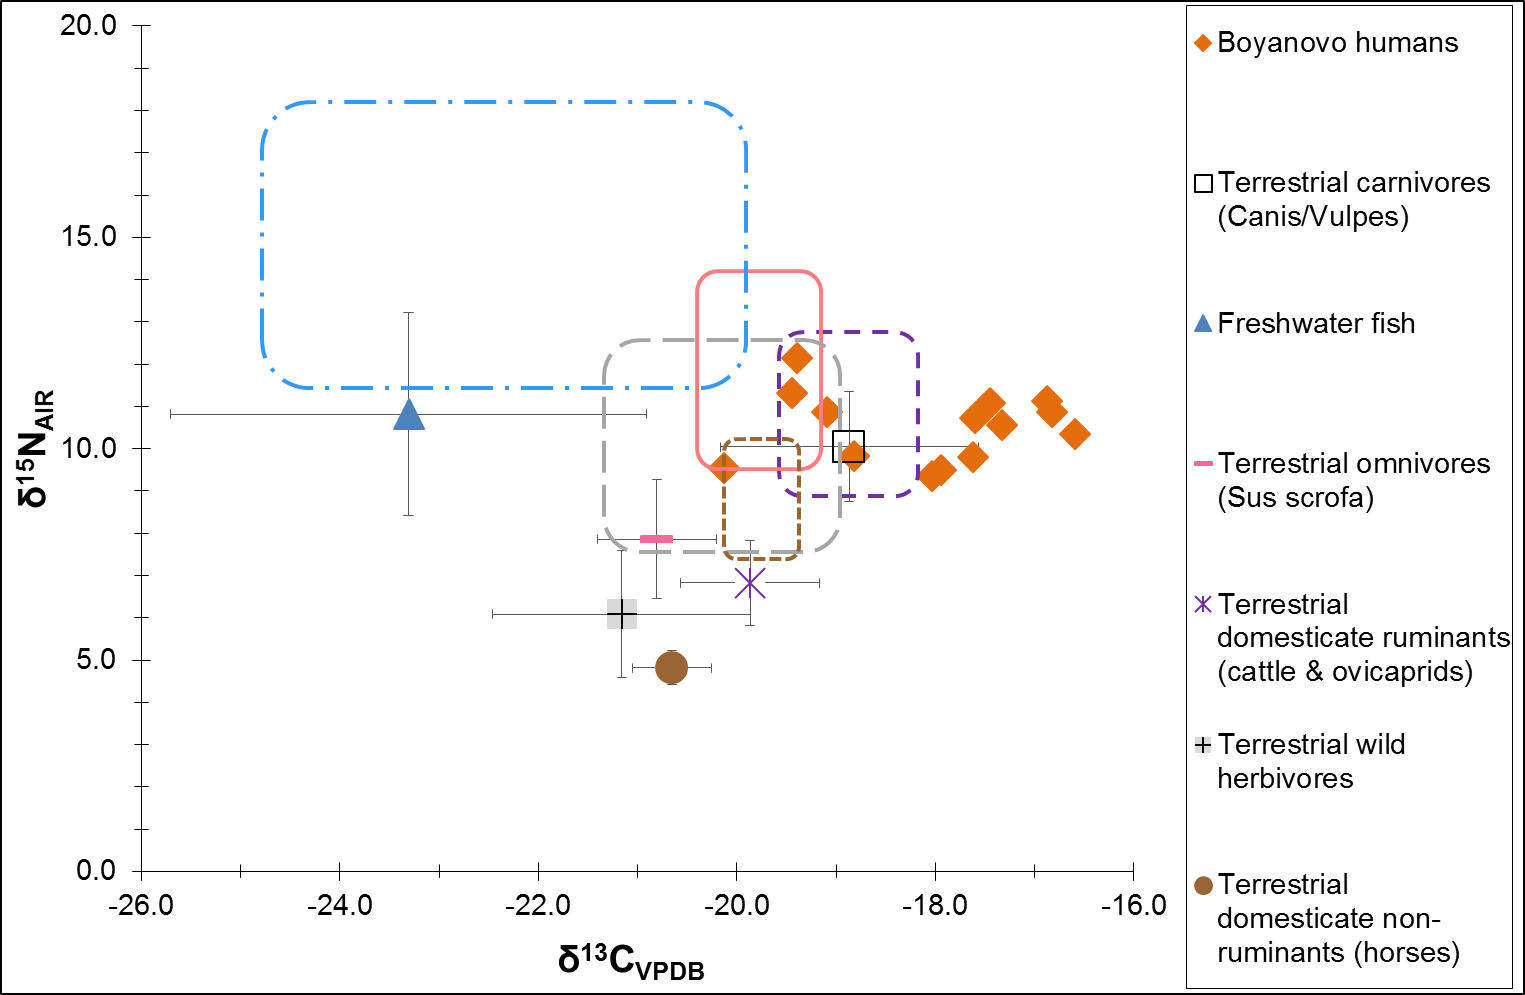 20.0
15.0
10.0
5.0
0.0
δ¹⁵N_AIR
-26.0
-24.0
-22.0
-20.0
-18.0
-16.0
δ¹³C_VPDB
Boyanovo humans
Terrestrial carnivores
(Canis/Vulpes)
Freshwater fish
Terrestrial omnivores
(Sus scrofa)
Terrestrial
domesticate ruminants
(cattle & ovicaprids)
Terrestrial wild
herbivores
Terrestrial
domesticate non-
ruminants (horses)